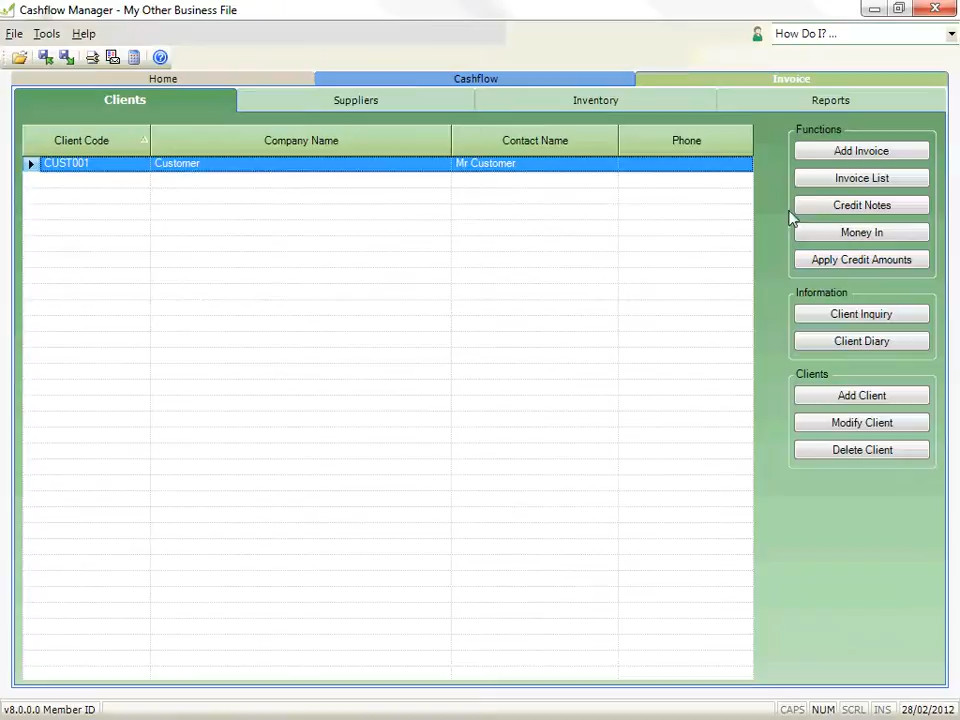 Cashflow Manager - My Other Business File
File Tools Help
How Do I? ...
Home Cashflow Invoice
Clients Suppliers Inventory Reports
Client Code Company Name Contact Name Phone
CUST001 Customer Mr Customer
Functions
Add Invoice
Invoice List
Credit Notes
Money In
Apply Credit Amounts
Information
Client Inquiry
Client Diary
Clients
Add Client
Modify Client
Delete Client
v8.0.0.0 Member ID CAPS NUM SCRL INS 28/02/2012